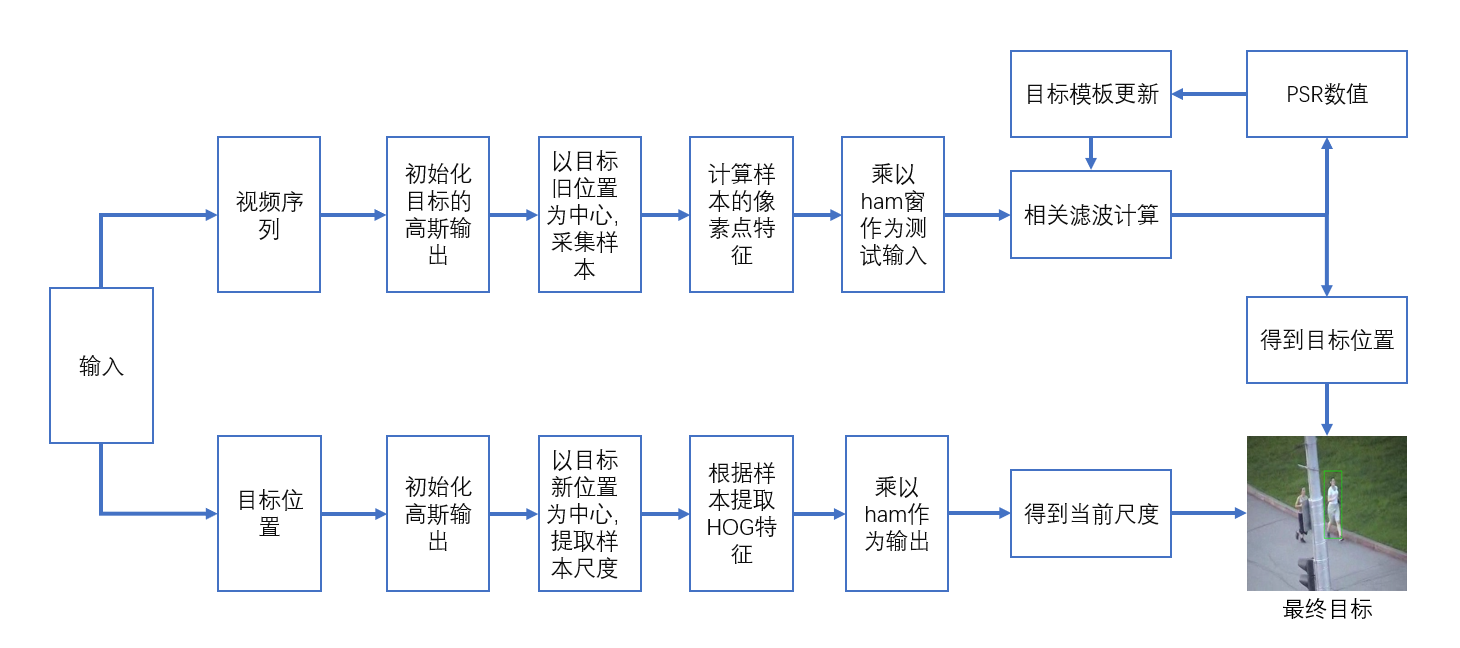 目标模板更新
PSR数值
视频序
列
初始化
目标的
高斯输
出
以目标
旧位置
为中心,
采集样
本
计算样
本的像
素点特
征
乘以
ham窗
作为测
试输入
相关滤波计算
输入
得到目标位置
目标位
置
初始化
高斯输
出
以目标
新位置
为中心,
提取样
本尺度
根据样
本提取
HOG特
征
乘以
ham作
为输出
得到当前尺度
最终目标